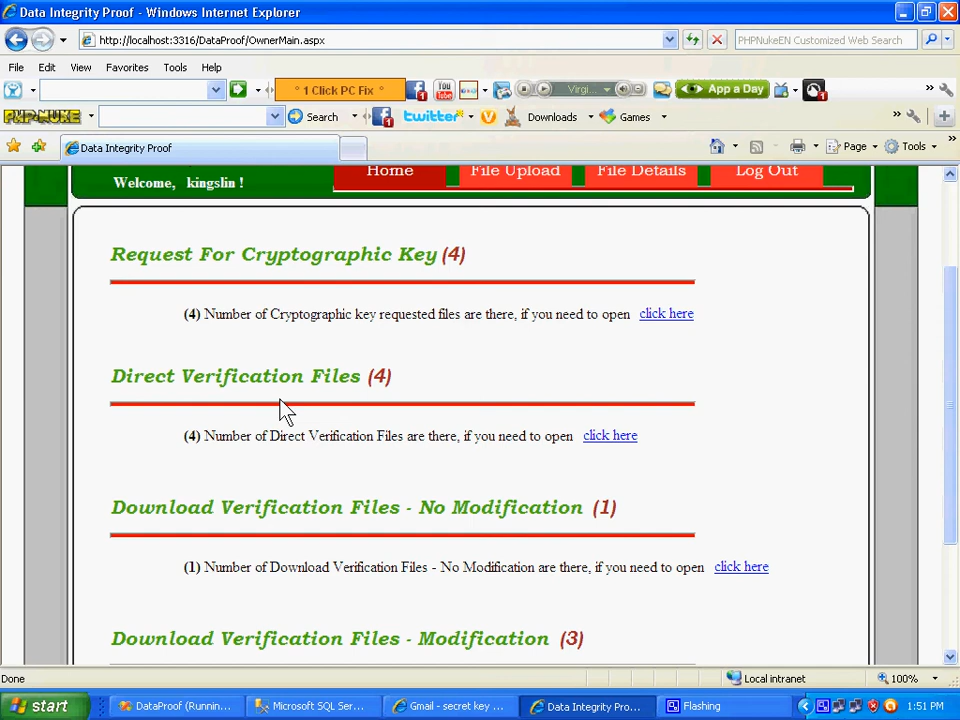 Data Integrity Proof - Windows Internet Explorer
http://localhost:3316/DataProof/OwnerMain.aspx
PHPNukeEN Customized Web Search
File Edit View Favorites Tools Help
° 1 Click PC Fix °
You Tube
Virgi...
App a Day
PHP-NUKE
Search
twitter
Downloads
Games
Data Integrity Proof
Page
Tools
Welcome, kingslin !
Home
File Upload
File Details
Log Out
Request For Cryptographic Key (4)
(4) Number of Cryptographic key requested files are there, if you need to open click here
Direct Verification Files (4)
(4) Number of Direct Verification Files are there, if you need to open click here
Download Verification Files - No Modification (1)
(1) Number of Download Verification Files - No Modification are there, if you need to open click here
Download Verification Files - Modification (3)
Done
Local intranet
100%
start
DataProof (Runnin...
Microsoft SQL Ser...
Gmail - secret key ...
Data Integrity Pro...
Flashing
1:51 PM